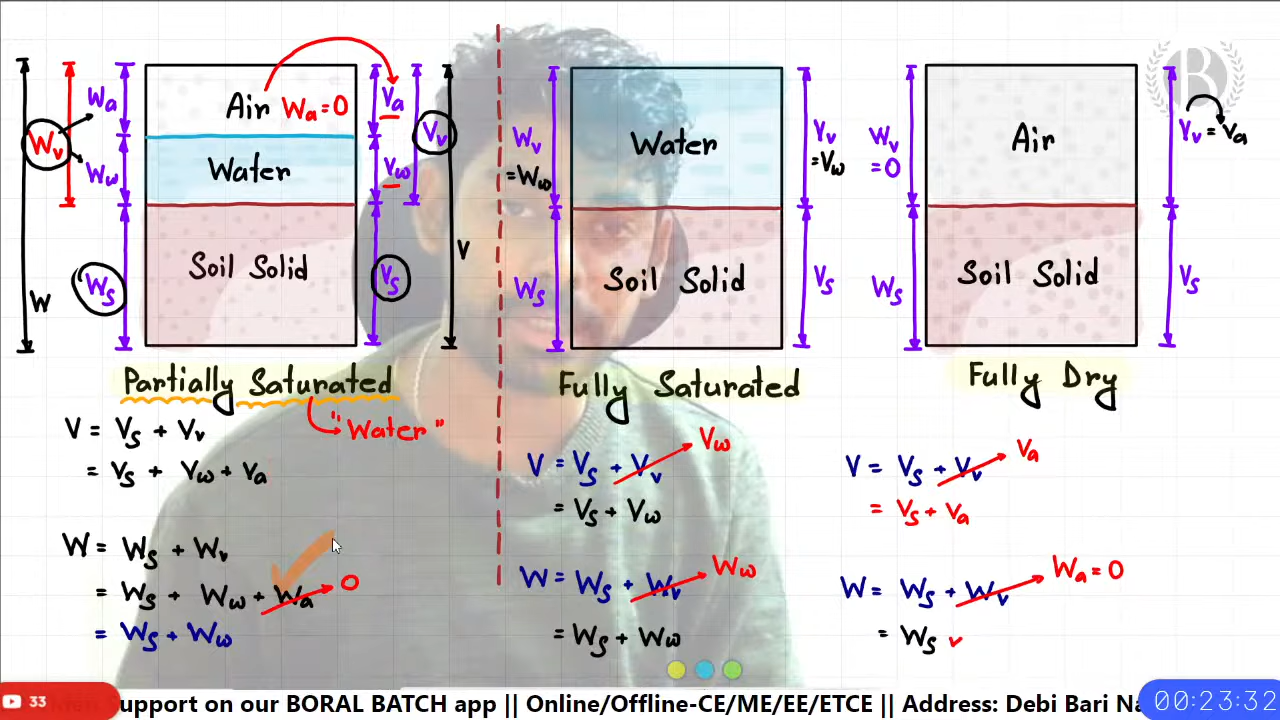 Air Wa=0
Water
Soil Solid
W
Wv
Wa
Ww
Ws
Va
Vw
Vv
Vs
V
Partially Saturated
"Water"
V = Vs + Vv
= Vs + Vw + Va
W = Ws + Wv
= Ws + Ww + Wa 0
= Ws + Ww
Water
Soil Solid
Wv
= Ww
Ws
Vv
= Vw
Vs
Fully Saturated
V = Vs + Vv Vw
= Vs + Vw
W = Ws + Wv Ww
= Ws + Ww
B
Air
Soil Solid
Wv
= 0
Ws
Vv = Va
Vs
Fully Dry
V = Vs + Vv Va
= Vs + Va
W = Ws + Wv Wa = 0
= Ws
33
support on our BORAL BATCH app || Online/Offline-CE/ME/EE/ETCE || Address: Debi Bari Na
00:23:32